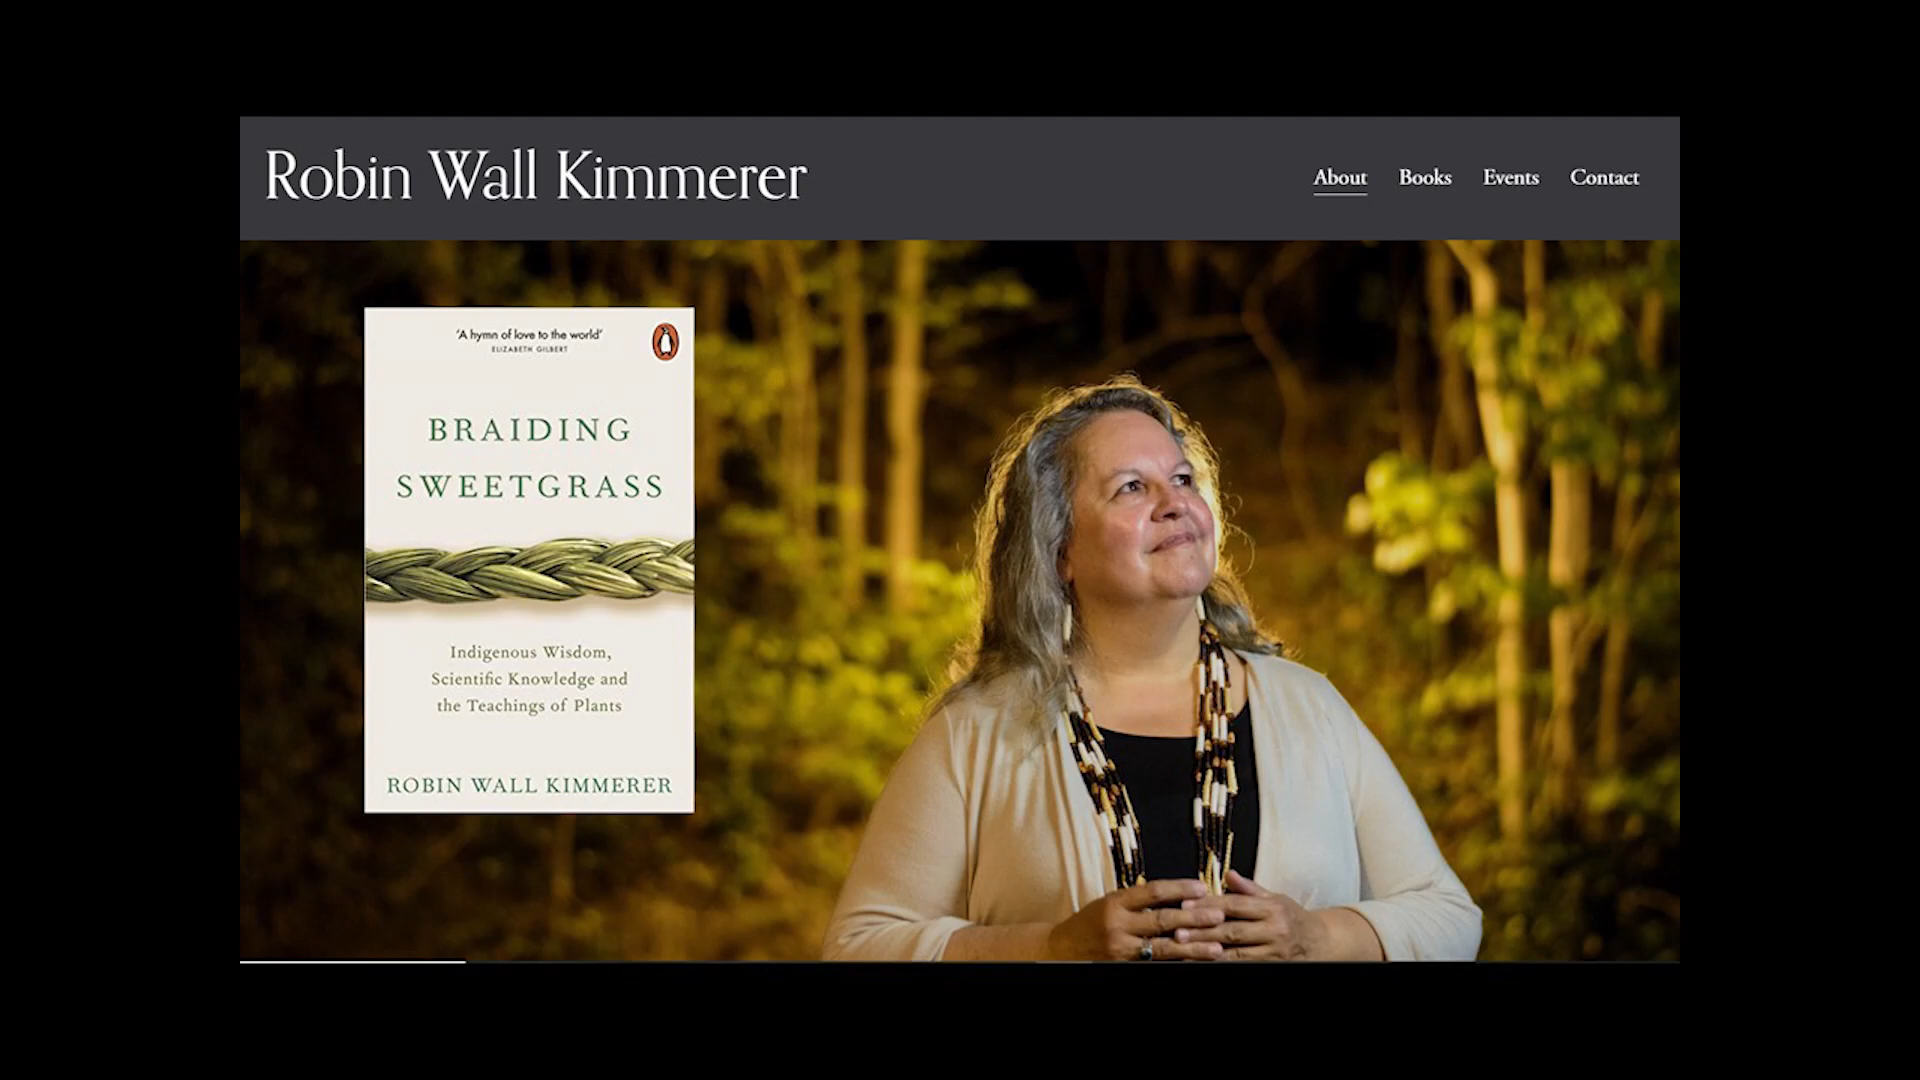 Robin Wall Kimmerer
About Books Events Contact
'A hymn of love to the world'
ELIZABETH GILBERT
BRAIDING
SWEETGRASS
Indigenous Wisdom,
Scientific Knowledge and
the Teachings of Plants
ROBIN WALL KIMMERER